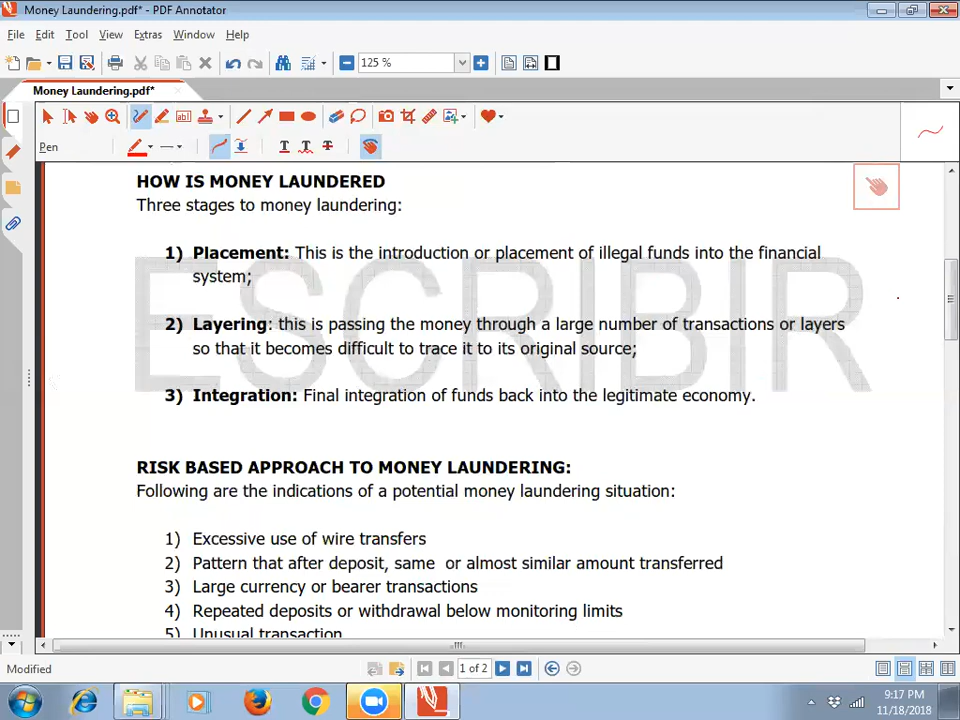 Money Laundering.pdf* - PDF Annotator
File Edit Tool View Extras Window Help
125 %
Money Laundering.pdf*
Pen
HOW IS MONEY LAUNDERED
Three stages to money laundering:
1) Placement: This is the introduction or placement of illegal funds into the financial
system;
ESCRIBIR
2) Layering: this is passing the money through a large number of transactions or layers
so that it becomes difficult to trace it to its original source;
3) Integration: Final integration of funds back into the legitimate economy.
RISK BASED APPROACH TO MONEY LAUNDERING:
Following are the indications of a potential money laundering situation:
1) Excessive use of wire transfers
2) Pattern that after deposit, same or almost similar amount transferred
3) Large currency or bearer transactions
4) Repeated deposits or withdrawal below monitoring limits
5) Unusual transaction
Modified
1 of 2
9:17 PM
11/18/2018